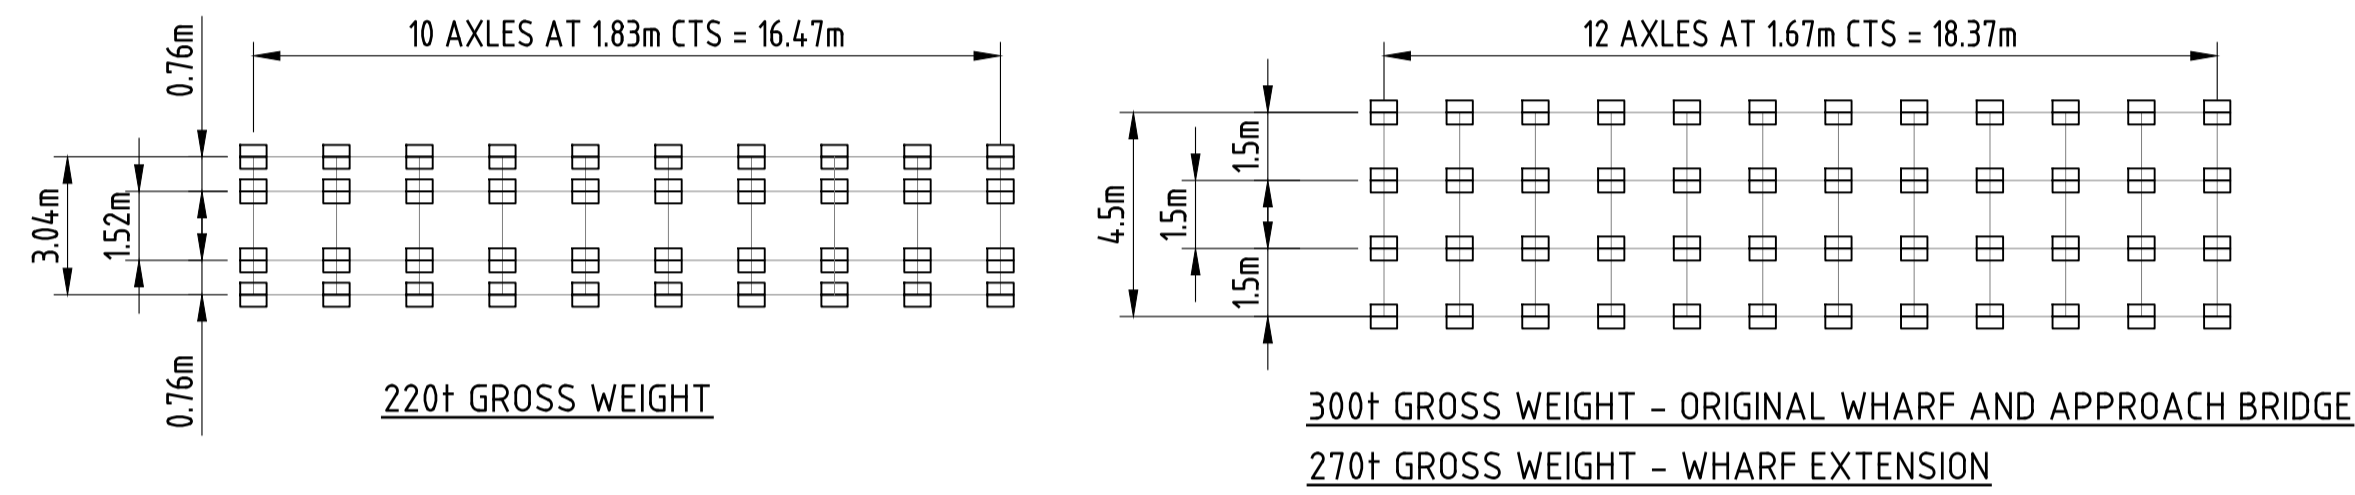 10 AXLES AT 1.83m CTS = 16.47m
0.76m
3.04m
1.52m
0.76m
220t GROSS WEIGHT
12 AXLES AT 1.67m CTS = 18.37m
1.5m
4.5m
1.5m
1.5m
300t GROSS WEIGHT - ORIGINAL WHARF AND APPROACH BRIDGE
270t GROSS WEIGHT - WHARF EXTENSION